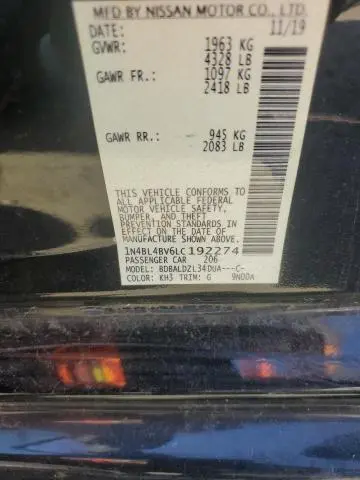 MFD BY NISSAN MOTOR CO., LTD.
DATE: 11/19
GVWR: 1963 KG
4328 LB
GAWR FR.: 1097 KG
2418 LB
GAWR RR.: 945 KG
2083 LB
THIS VEHICLE CONFORMS TO
ALL APPLICABLE FEDERAL
MOTOR VEHICLE SAFETY,
BUMPER, AND THEFT
PREVENTION STANDARDS IN
EFFECT ON THE DATE OF
MANUFACTURE SHOWN ABOVE.
1N4BL4BV6LC192274
PASSENGER CAR 206
MODEL: BDBALDZL34DUA---C-
COLOR: KH3 TRIM: G 9N00A